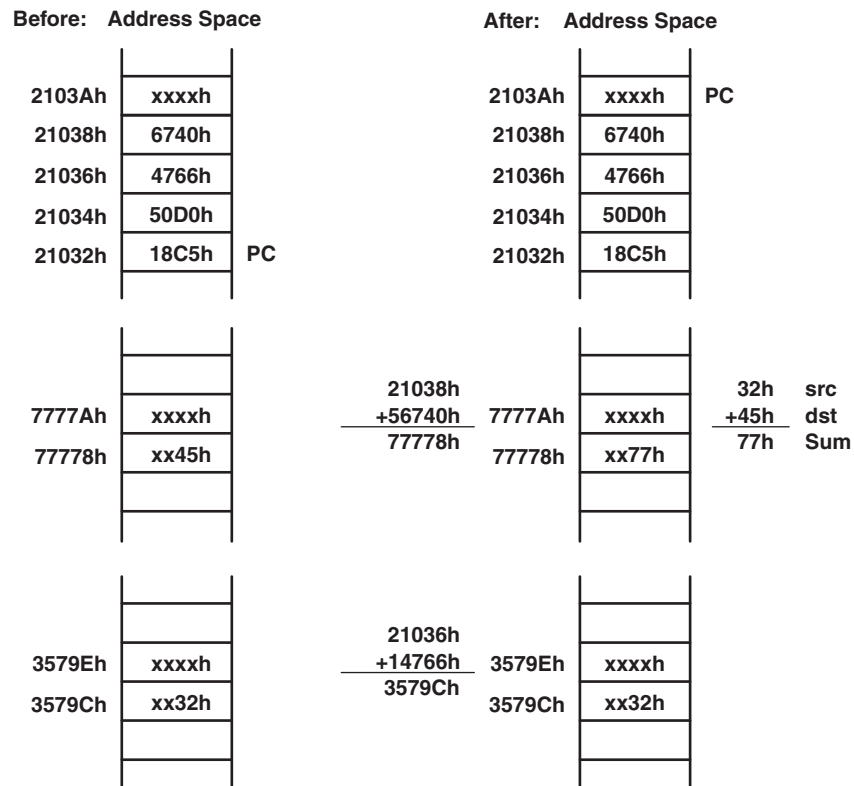 Before: Address Space
2103Ah xxxxh
21038h 6740h
21036h 4766h
21034h 50D0h
21032h 18C5h PC
After: Address Space
2103Ah xxxxh PC
21038h 6740h
21036h 4766h
21034h 50D0h
21032h 18C5h
7777Ah xxxxh
77778h xx45h
21038h
+56740h
77778h
7777Ah xxxxh
77778h xx77h
32h src
+45h dst
77h Sum
3579Eh xxxxh
3579Ch xx32h
21036h
+14766h
3579Ch
3579Eh xxxxh
3579Ch xx32h